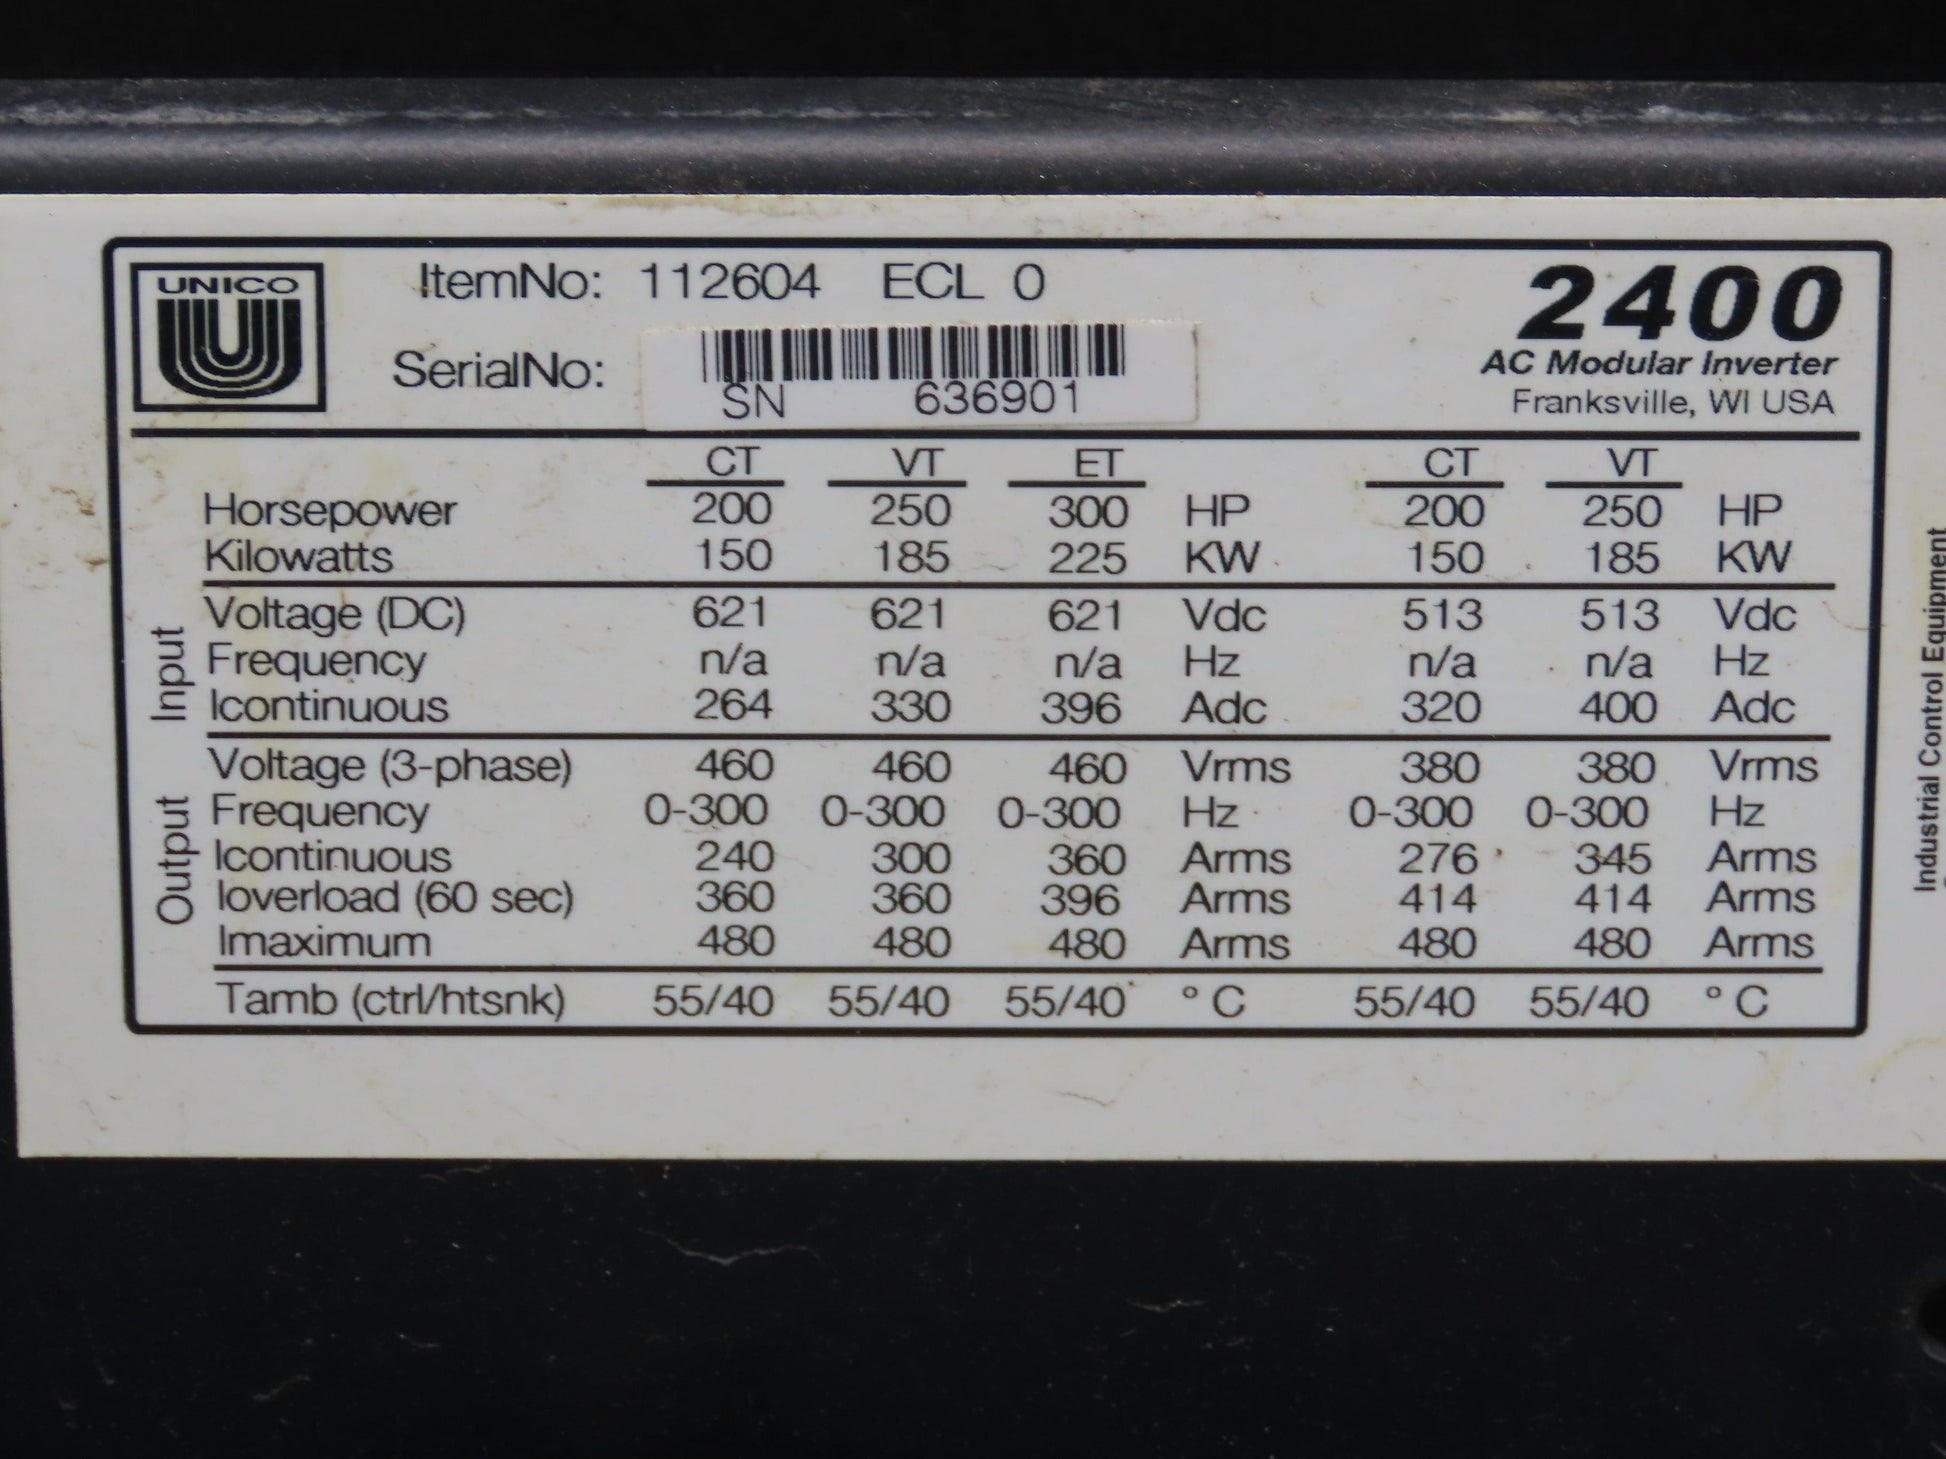 UNICO
ItemNo: 112604 ECL 0
SerialNo:
SN 636901
2400
AC Modular Inverter
Franksville, WI USA
CT VT ET CT VT
Horsepower 200 250 300 HP 200 250 HP
Kilowatts 150 185 225 KW 150 185 KW
Input
Voltage (DC) 621 621 621 Vdc 513 513 Vdc
Frequency n/a n/a n/a Hz n/a n/a Hz
Icontinuous 264 330 396 Adc 320 400 Adc
Output
Voltage (3-phase) 460 460 460 Vrms 380 380 Vrms
Frequency 0-300 0-300 0-300 Hz 0-300 0-300 Hz
Icontinuous 240 300 360 Arms 276 345 Arms
Ioverload (60 sec) 360 360 396 Arms 414 414 Arms
Imaximum 480 480 480 Arms 480 480 Arms
Tamb (ctrl/htsnk) 55/40 55/40 55/40 °C 55/40 55/40 °C
Industrial Control Equipment